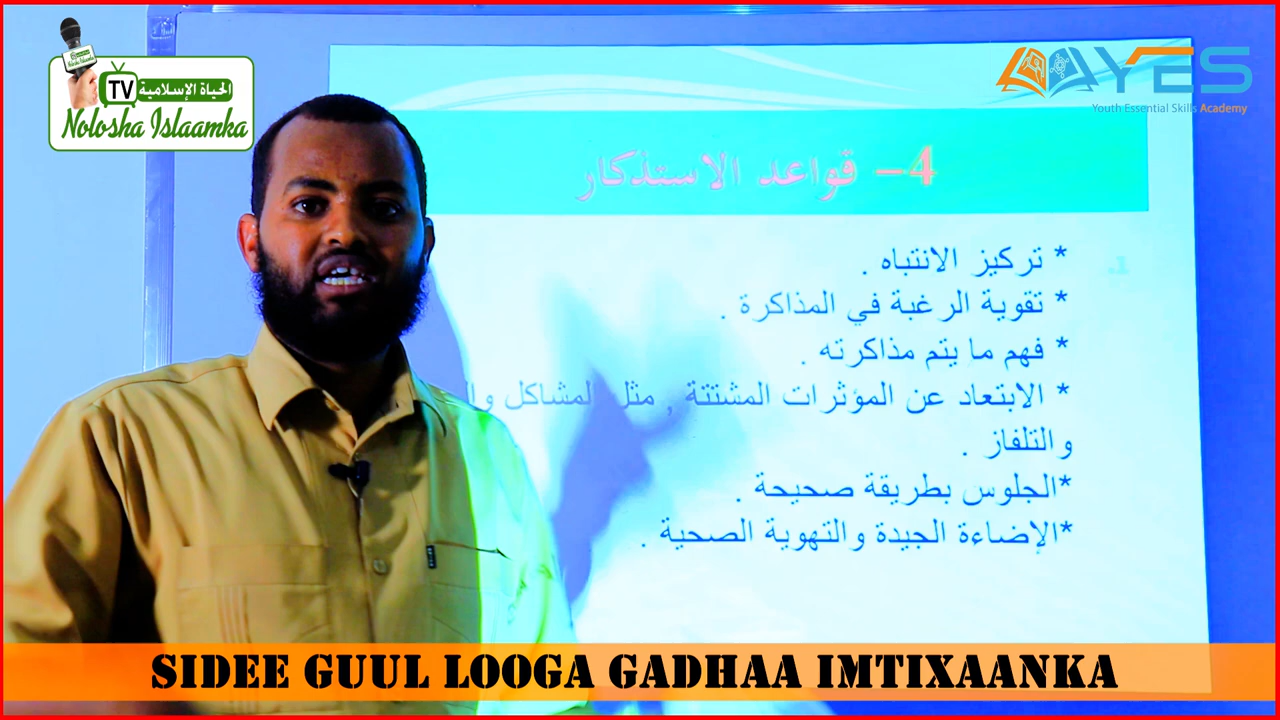 TV الحياة الإسلامية
Nolosha Islaamka
YES
Youth Essential Skills Academy
4- قواعد الاستذكار
* تركيز الانتباه .
* تقوية الرغبة في المذاكرة .
* فهم ما يتم مذاكرته .
* الابتعاد عن المؤثرات المشتتة , مثل المشاكل
والتلفاز .
*الجلوس بطريقة صحيحة .
*الإضاءة الجيدة والتهوية الصحية .
SIDEE GUUL LOOGA GADHAA IMTIXAANKA